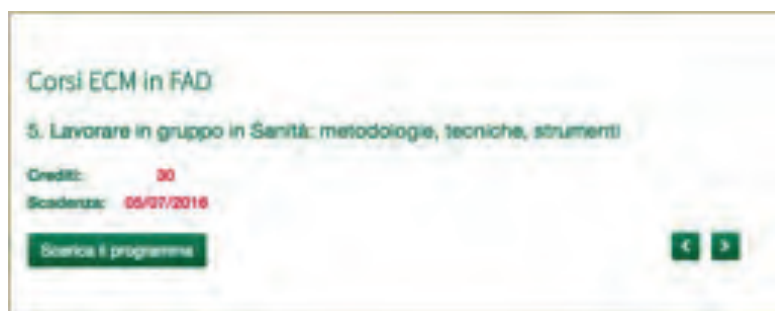 Corsi ECM in FAD
5. Lavorare in gruppo in Sanità: metodologie, tecniche, strumenti
Crediti: 30
Scadenza: 05/07/2016
Scarica il programma
< >